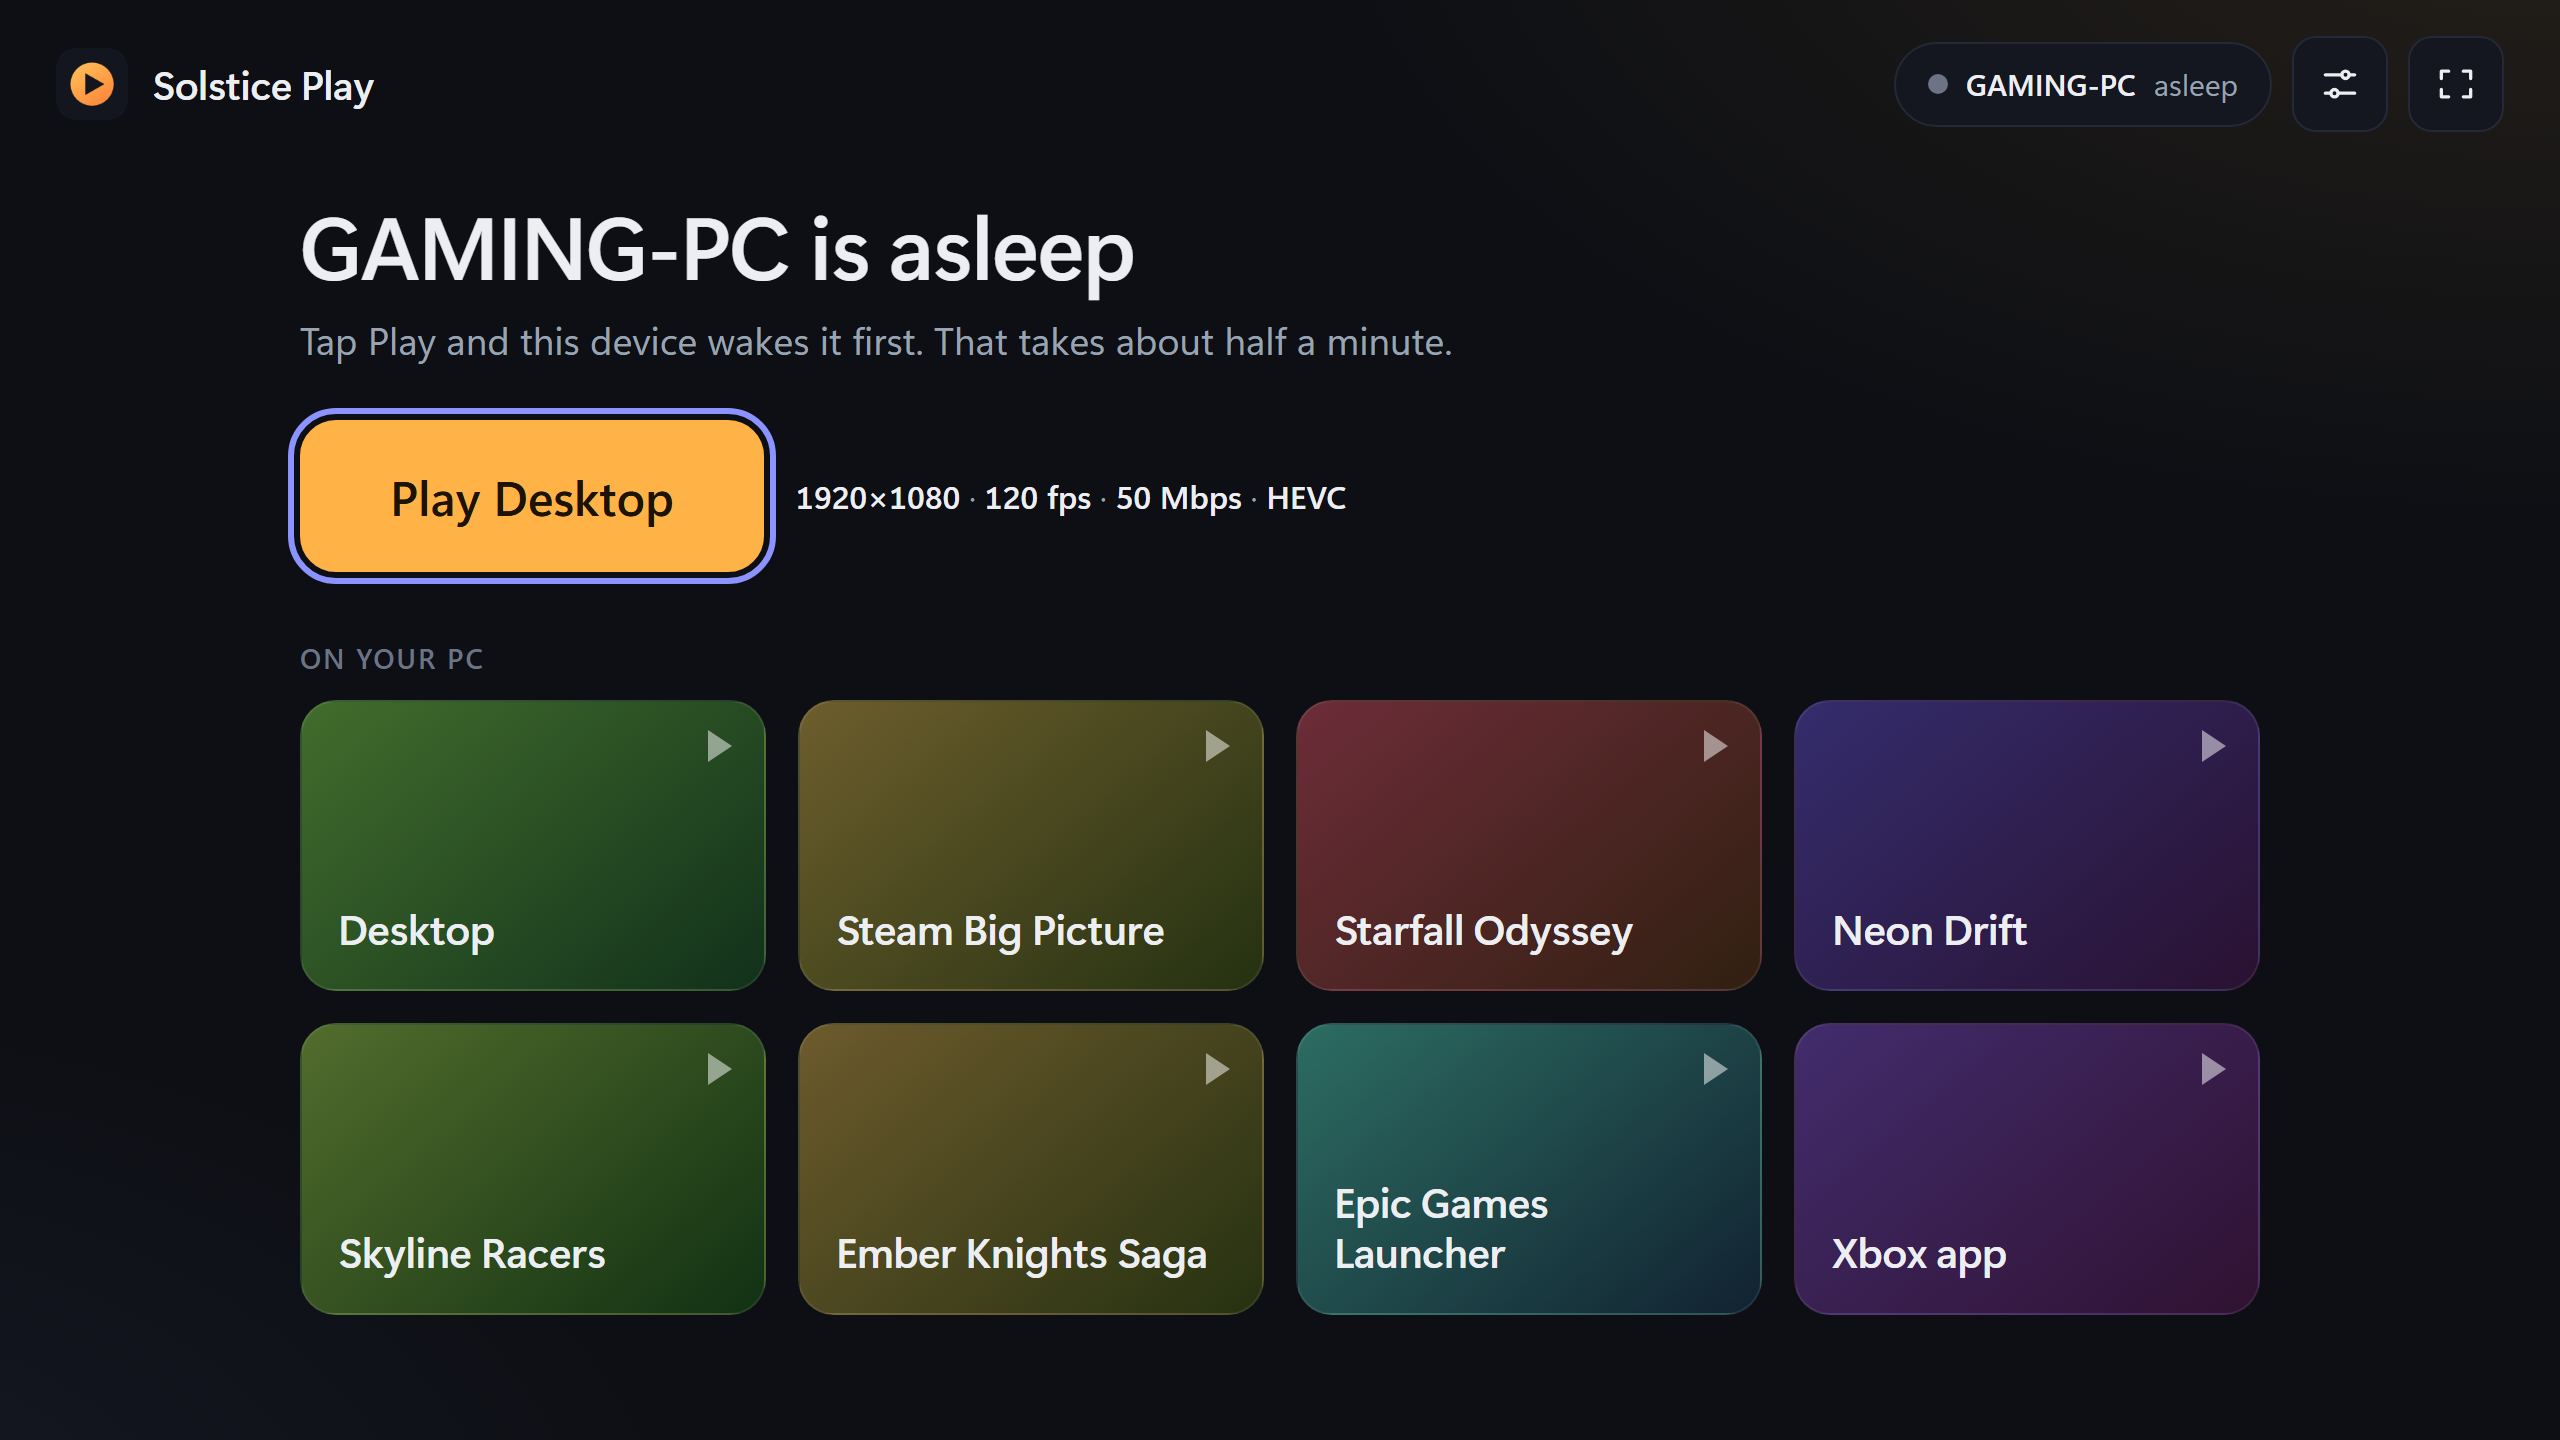 Solstice Play
GAMING-PC asleep
GAMING-PC is asleep
Tap Play and this device wakes it first. That takes about half a minute.
Play Desktop
1920×1080 · 120 fps · 50 Mbps · HEVC
ON YOUR PC
Desktop
Steam Big Picture
Starfall Odyssey
Neon Drift
Skyline Racers
Ember Knights Saga
Epic Games
Launcher
Xbox app